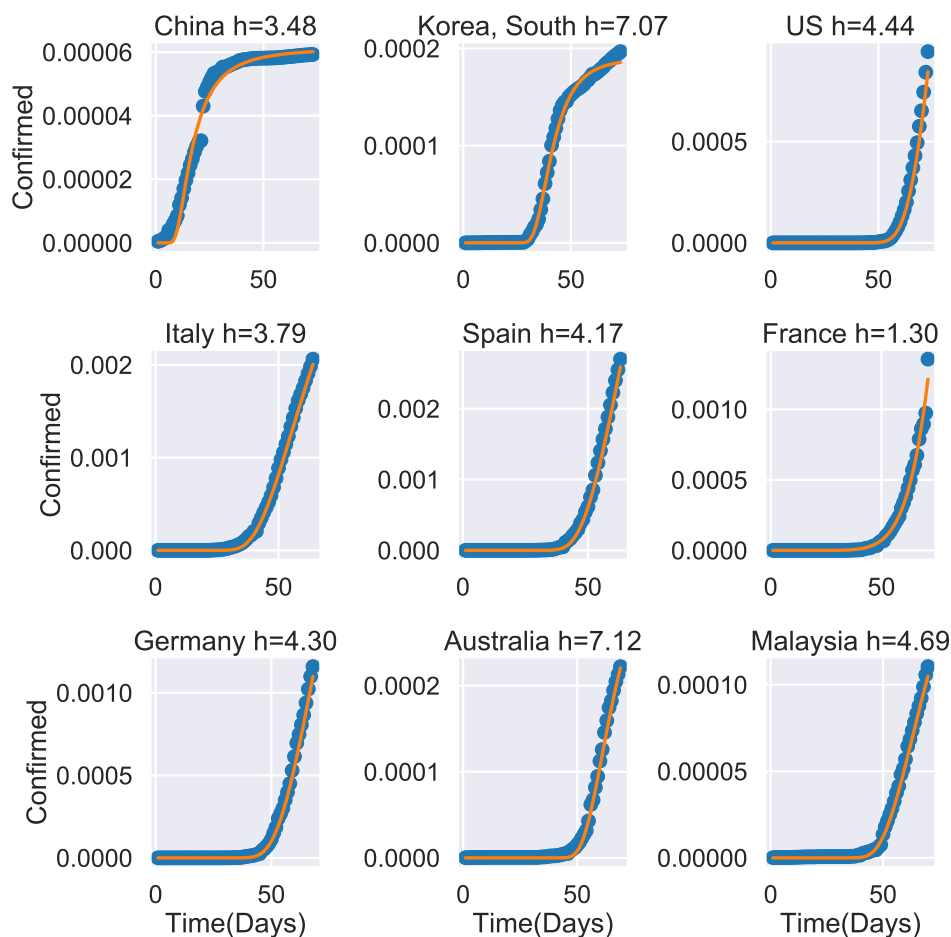 China h=3.48 Korea, South h=7.07 US h=4.44
0.00006 0.0002
0.00004 0.0005
Confirmed 0.0001
0.00002
0.00000 0.0000 0.0000
0 50 0 50 0 50
Italy h=3.79 Spain h=4.17 France h=1.30
0.002
0.002 0.0010
Confirmed 0.001 0.001 0.0005
0.000 0.000 0.0000
0 50 0 50 0 50
Germany h=4.30 Australia h=7.12 Malaysia h=4.69
0.0010 0.0002 0.00010
Confirmed 0.0005 0.0001 0.00005
0.0000 0.0000 0.00000
0 50 0 50 0 50
Time(Days) Time(Days) Time(Days)